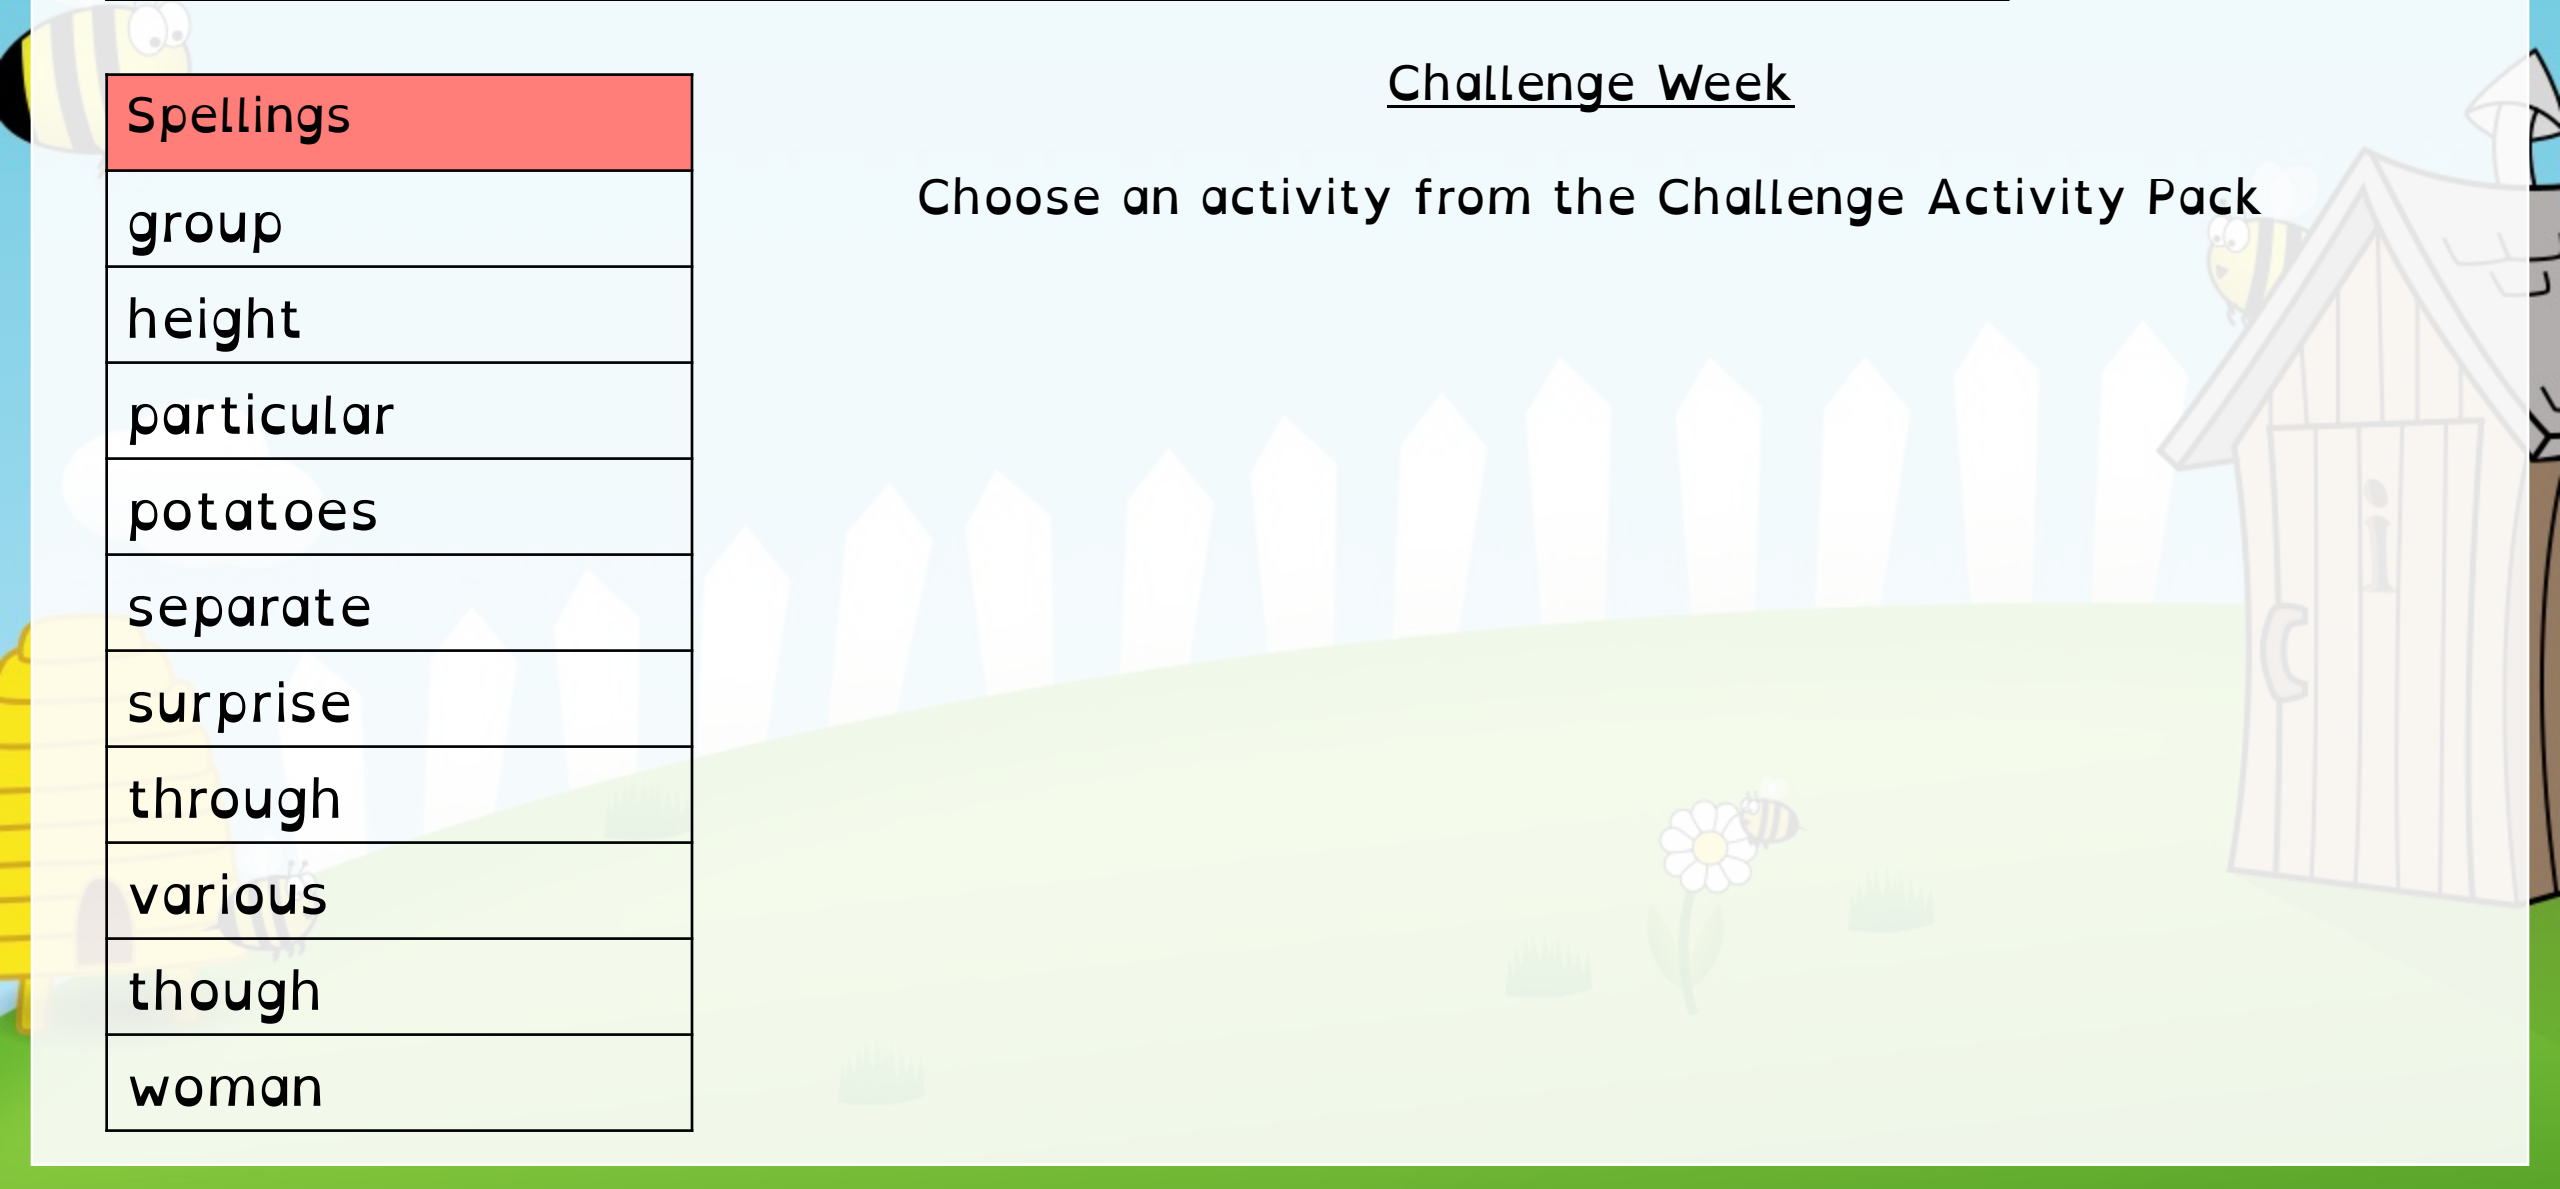 Spellings
group
height
particular
potatoes
separate
surprise
through
various
though
woman
Challenge Week
Choose an activity from the Challenge Activity Pack
i